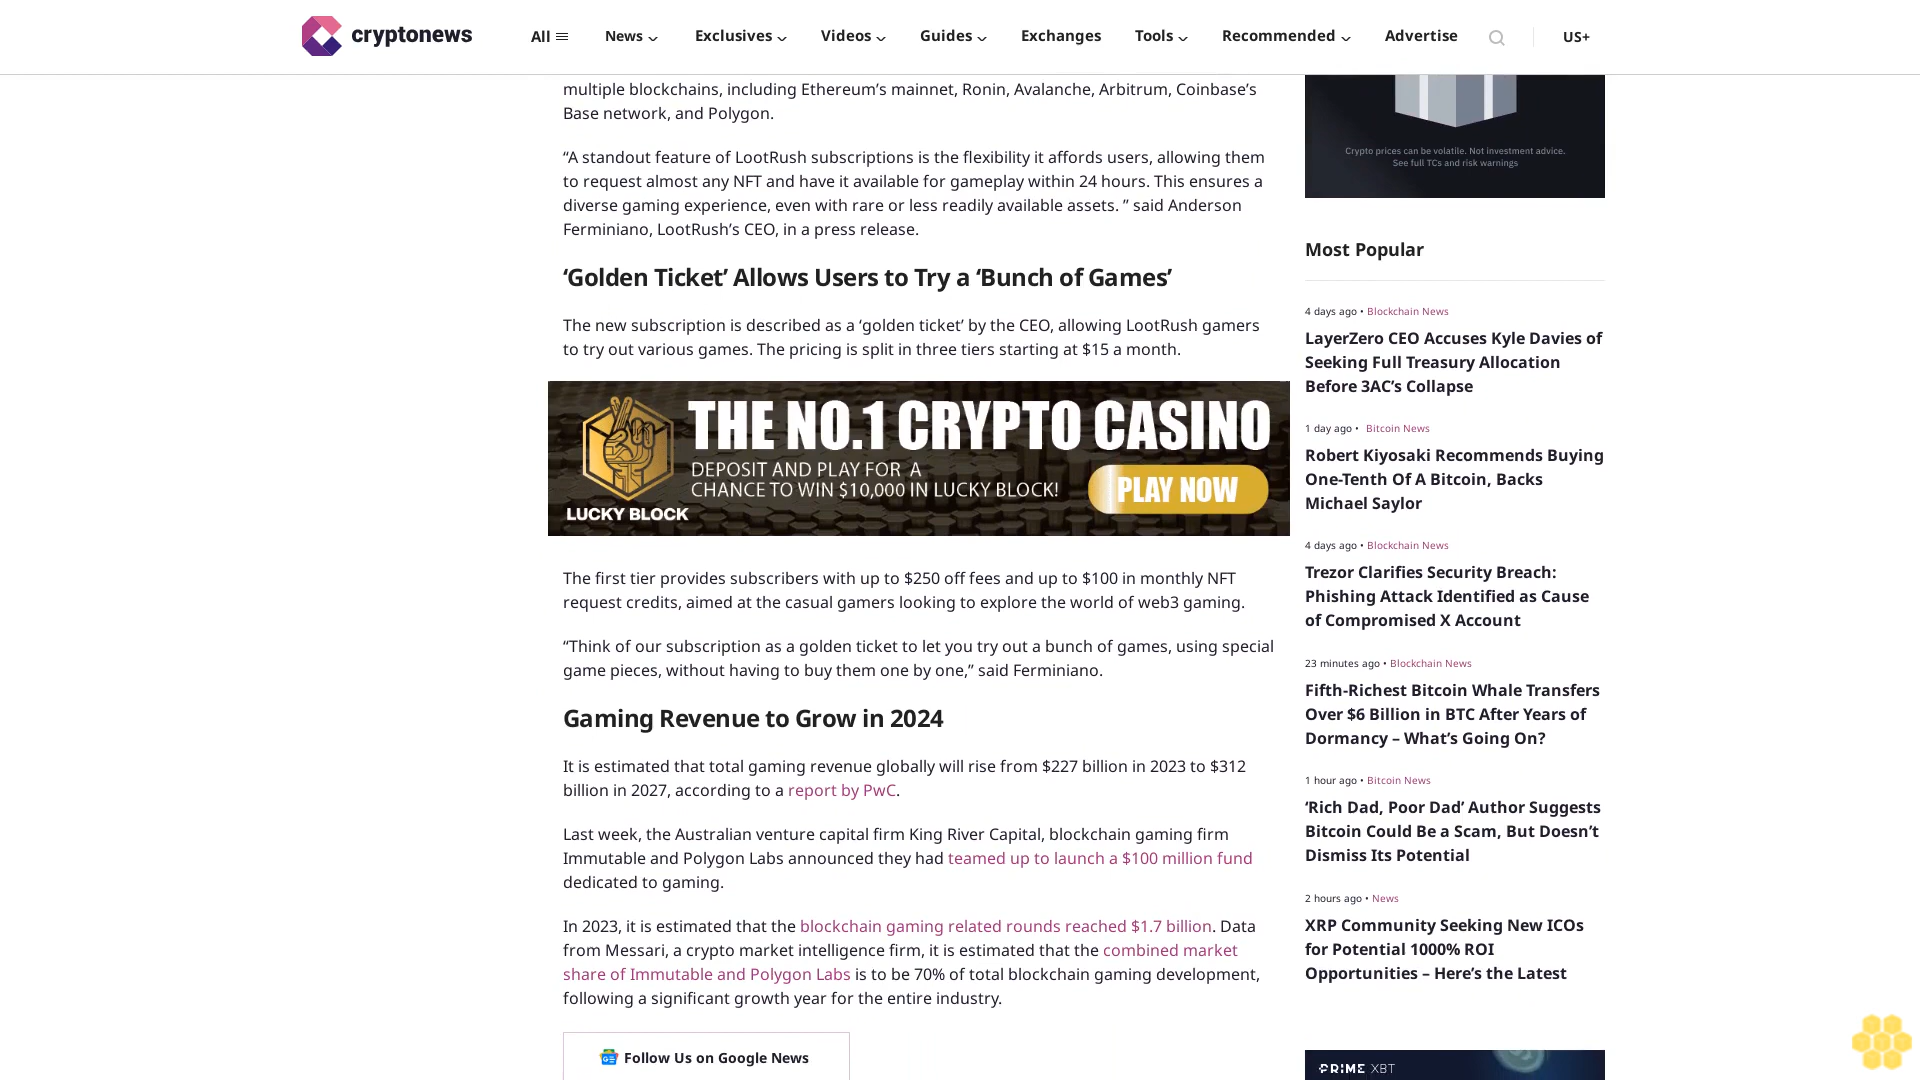 cryptonews
All
News
Exclusives
Videos
Guides
Exchanges
Tools
Recommended
Advertise
US+
multiple blockchains, including Ethereum’s mainnet, Ronin, Avalanche, Arbitrum, Coinbase’s
Base network, and Polygon.
“A standout feature of LootRush subscriptions is the flexibility it affords users, allowing them
to request almost any NFT and have it available for gameplay within 24 hours. This ensures a
diverse gaming experience, even with rare or less readily available assets. ” said Anderson
Ferminiano, LootRush’s CEO, in a press release.
‘Golden Ticket’ Allows Users to Try a ‘Bunch of Games’
The new subscription is described as a ‘golden ticket’ by the CEO, allowing LootRush gamers
to try out various games. The pricing is split in three tiers starting at $15 a month.
THE NO.1 CRYPTO CASINO
DEPOSIT AND PLAY FOR A
CHANCE TO WIN $10,000 IN LUCKY BLOCK!
PLAY NOW
LUCKY BLOCK
The first tier provides subscribers with up to $250 off fees and up to $100 in monthly NFT
request credits, aimed at the casual gamers looking to explore the world of web3 gaming.
“Think of our subscription as a golden ticket to let you try out a bunch of games, using special
game pieces, without having to buy them one by one,” said Ferminiano.
Gaming Revenue to Grow in 2024
It is estimated that total gaming revenue globally will rise from $227 billion in 2023 to $312
billion in 2027, according to a report by PwC.
Last week, the Australian venture capital firm King River Capital, blockchain gaming firm
Immutable and Polygon Labs announced they had teamed up to launch a $100 million fund
dedicated to gaming.
In 2023, it is estimated that the blockchain gaming related rounds reached $1.7 billion. Data
from Messari, a crypto market intelligence firm, it is estimated that the combined market
share of Immutable and Polygon Labs is to be 70% of total blockchain gaming development,
following a significant growth year for the entire industry.
Follow Us on Google News
Crypto prices can be volatile. Not investment advice.
See full TCs and risk warnings
Most Popular
4 days ago • Blockchain News
LayerZero CEO Accuses Kyle Davies of
Seeking Full Treasury Allocation
Before 3AC’s Collapse
1 day ago • Bitcoin News
Robert Kiyosaki Recommends Buying
One-Tenth Of A Bitcoin, Backs
Michael Saylor
4 days ago • Blockchain News
Trezor Clarifies Security Breach:
Phishing Attack Identified as Cause
of Compromised X Account
23 minutes ago • Blockchain News
Fifth-Richest Bitcoin Whale Transfers
Over $6 Billion in BTC After Years of
Dormancy – What’s Going On?
1 hour ago • Bitcoin News
‘Rich Dad, Poor Dad’ Author Suggests
Bitcoin Could Be a Scam, But Doesn’t
Dismiss Its Potential
2 hours ago • News
XRP Community Seeking New ICOs
for Potential 1000% ROI
Opportunities – Here’s the Latest
PRIME XBT